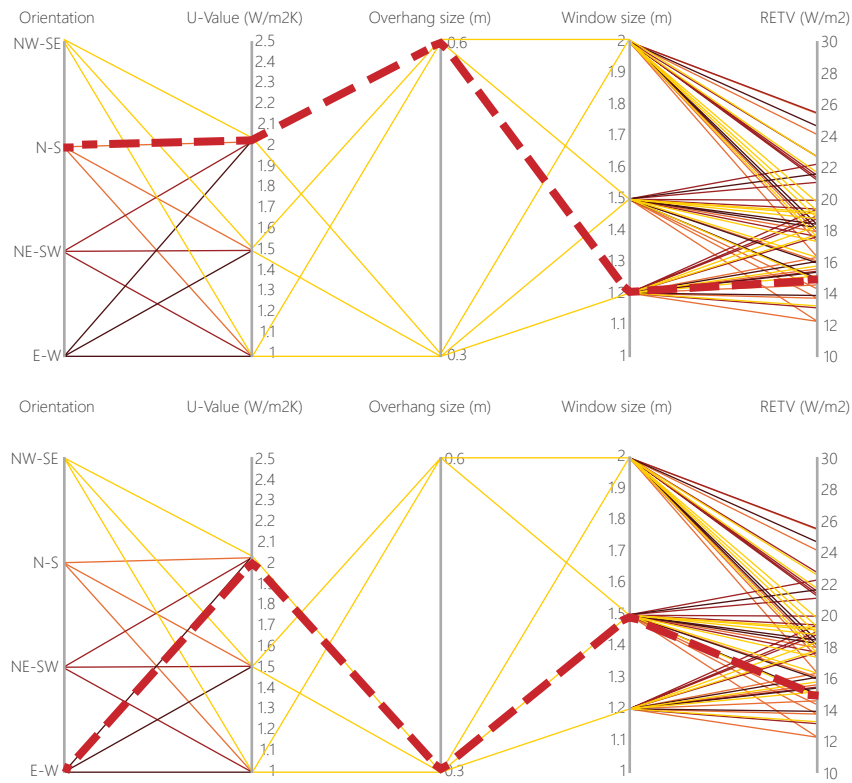 Orientation U-Value (W/m2K) Overhang size (m) Window size (m) RETV (W/m2)
NW-SE 2.5 0.6 2 30
2.4
2.3 1.9 28
2.2 1.8 26
2.1
N-S 2 1.7 24
1.9
1.8 1.6 22
1.7
1.6 1.5 20
NE-SW 1.5
1.4 1.4 18
1.3 1.3 16
1.2
1.2 14
1.1 1.1 12
E-W 1 0.3 1 10
Orientation U-Value (W/m2K) Overhang size (m) Window size (m) RETV (W/m2)
NW-SE 2.5 0.6 2 30
2.4
2.3 1.9 28
2.2 1.8 26
2.1
N-S 2 1.7 24
1.9
1.8 1.6 22
1.7
1.6 1.5 20
NE-SW 1.5
1.4 1.4 18
1.3 1.3 16
1.2
1.2 14
1.1 1.1 12
E-W 1 0.3 1 10